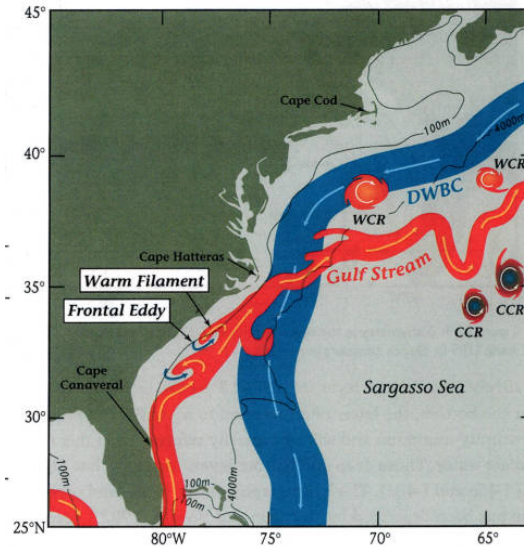 45°
Cape Cod
100m
4000m
40°
WCR
DWBC
WCR
Cape Hatteras
Gulf Stream
Warm Filament
35°
Frontal Eddy
CCR
CCR
Cape
Canaveral
Sargasso Sea
30°
100m
100m
100m
4000m
25°N
80°W
75°
70°
65°